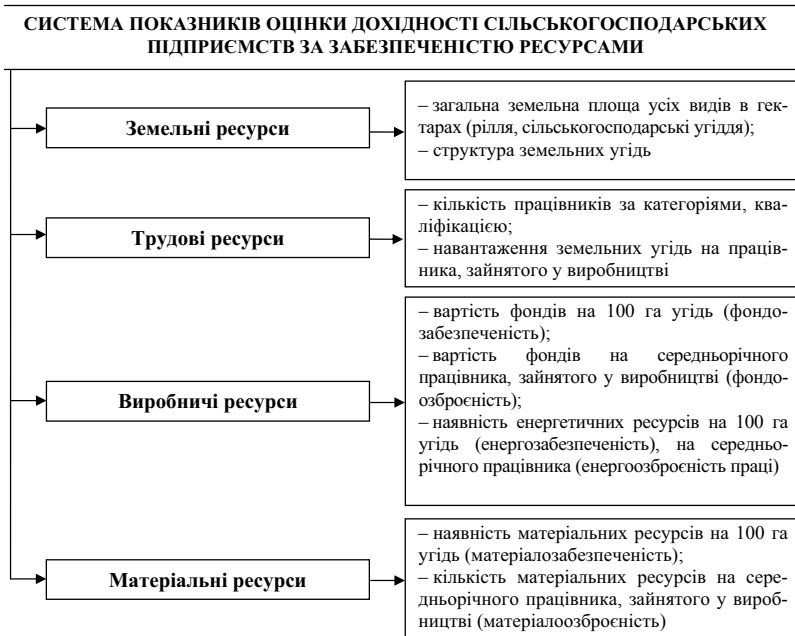 СИСТЕМА ПОКАЗНИКІВ ОЦІНКИ ДОХІДНОСТІ СІЛЬСЬКОГОСПОДАРСЬКИХ
ПІДПРИЄМСТВ ЗА ЗАБЕЗПЕЧЕНІСТЮ РЕСУРСАМИ
Земельні ресурси
– загальна земельна площа усіх видів в гек-
тарах (рілля, сільськогосподарські угіддя);
– структура земельних угідь
Трудові ресурси
– кількість працівників за категоріями, ква-
ліфікацією;
– навантаження земельних угідь на праців-
ника, зайнятого у виробництві
Виробничі ресурси
– вартість фондів на 100 га угідь (фондо-
забезпеченість);
– вартість фондів на середньорічного
працівника, зайнятого у виробництві (фондо-
озброєність);
– наявність енергетичних ресурсів на 100 га
угідь (енергозабезпеченість), на середньо-
річного працівника (енергоозброєність праці)
Матеріальні ресурси
– наявність матеріальних ресурсів на 100 га
угідь (матеріалозабезпеченість);
– кількість матеріальних ресурсів на сере-
дньорічного працівника, зайнятого у вироб-
ництві (матеріалоозброєність)